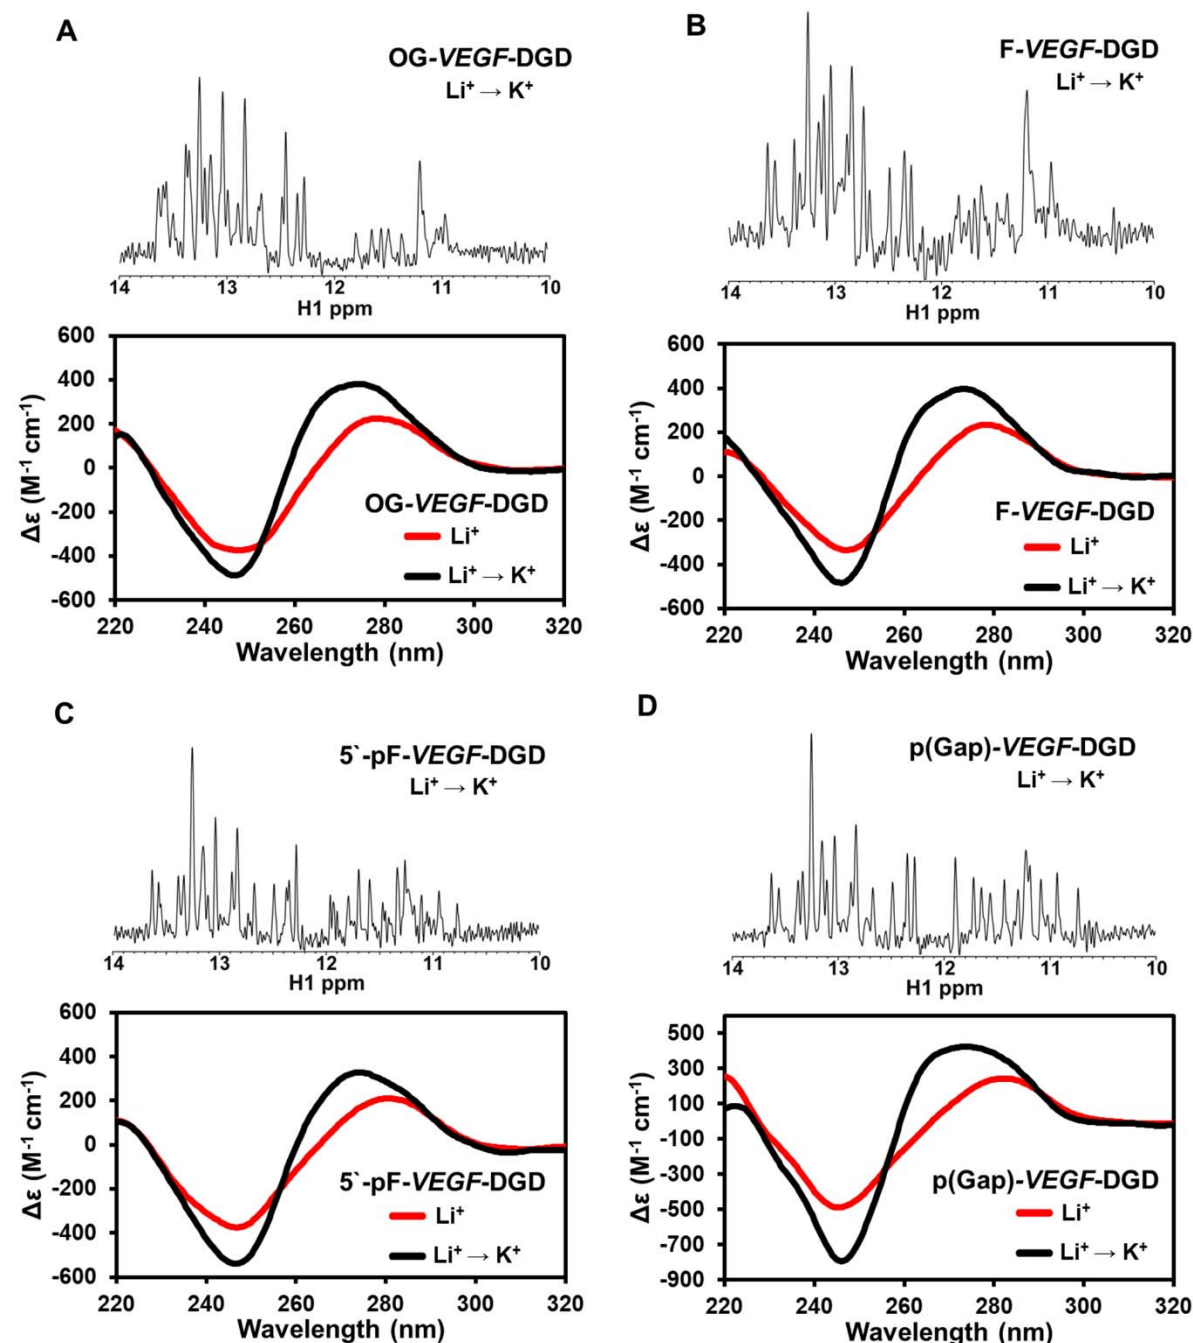 A
OG-VEGF-DGD
Li⁺ → K⁺
14 13 12 11 10
H1 ppm
600
400
200
0
-200
-400
-600
Δε (M⁻¹ cm⁻¹)
OG-VEGF-DGD
Li⁺
Li⁺ → K⁺
220 240 260 280 300 320
Wavelength (nm)
B
F-VEGF-DGD
Li⁺ → K⁺
14 13 12 11 10
H1 ppm
600
400
200
0
-200
-400
-600
Δε (M⁻¹ cm⁻¹)
F-VEGF-DGD
Li⁺
Li⁺ → K⁺
220 240 260 280 300 320
Wavelength (nm)
C
5`-pF-VEGF-DGD
Li⁺ → K⁺
14 13 12 11 10
H1 ppm
600
400
200
0
-200
-400
-600
Δε (M⁻¹ cm⁻¹)
5`-pF-VEGF-DGD
Li⁺
Li⁺ → K⁺
220 240 260 280 300 320
Wavelength (nm)
D
p(Gap)-VEGF-DGD
Li⁺ → K⁺
14 13 12 11 10
H1 ppm
500
300
100
-100
-300
-500
-700
-900
Δε (M⁻¹ cm⁻¹)
p(Gap)-VEGF-DGD
Li⁺
Li⁺ → K⁺
220 240 260 280 300 320
Wavelength (nm)